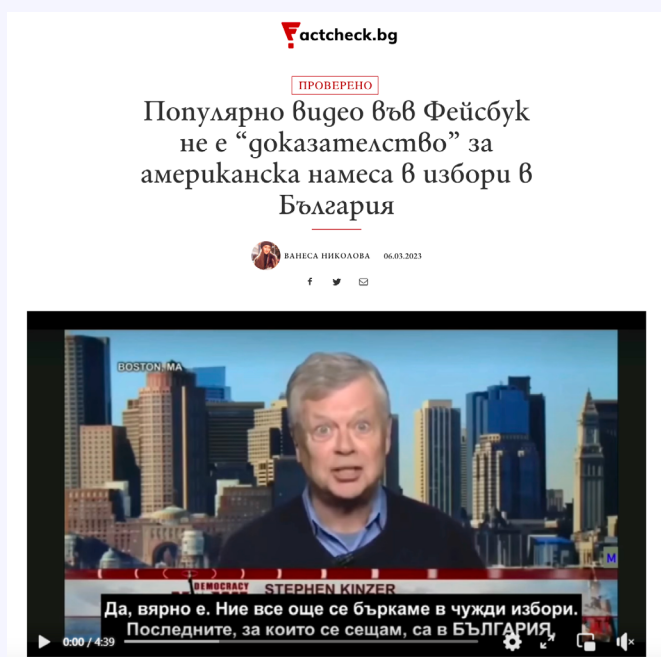 Factcheck.bg
ПРОВЕРЕНО
Популярно видео във Фейсбук
не е “доказателство” за
американска намеса в избори в
България
ВАНЕСА НИКОЛОВА 06.03.2023
BOSTON, MA
M
DEMOCRACY
STEPHEN KINZER
Да, вярно е. Ние все още се бъркаме в чужди избори.
Последните, за които се сещам, са в БЪЛГАРИЯ,
0:00 / 4:39